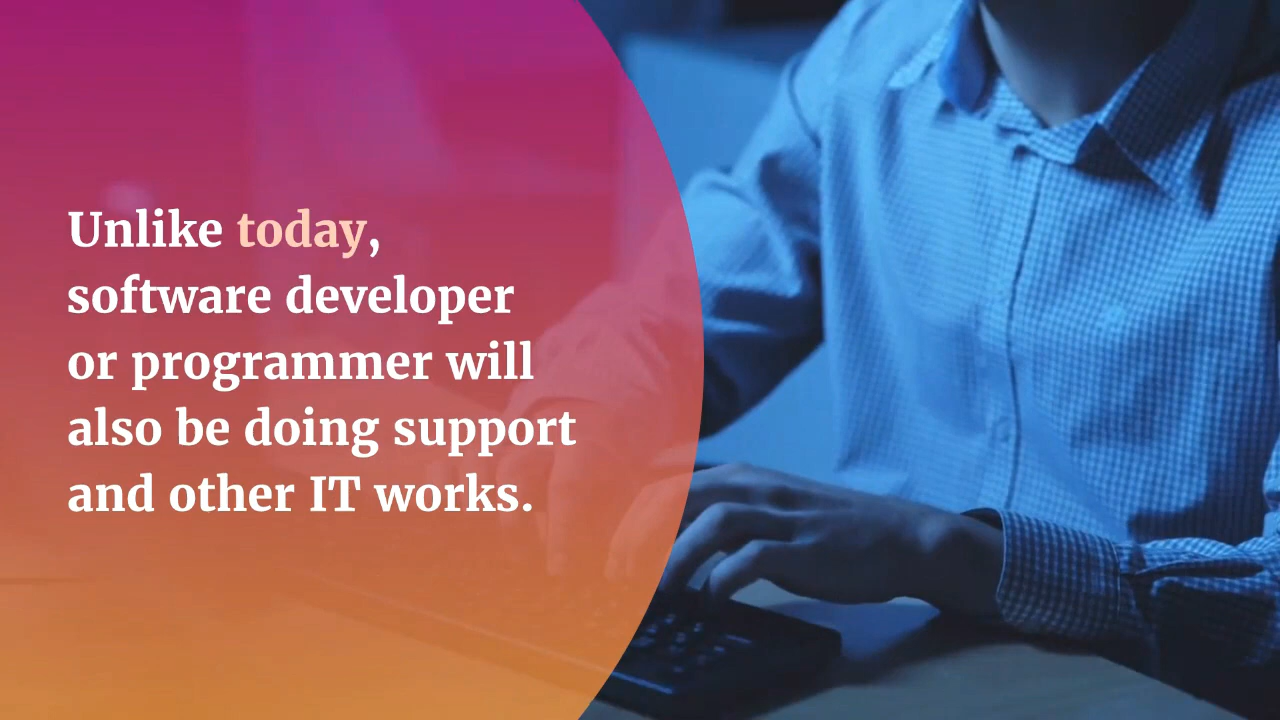 Unlike today,
software developer
or programmer will
also be doing support
and other IT works.